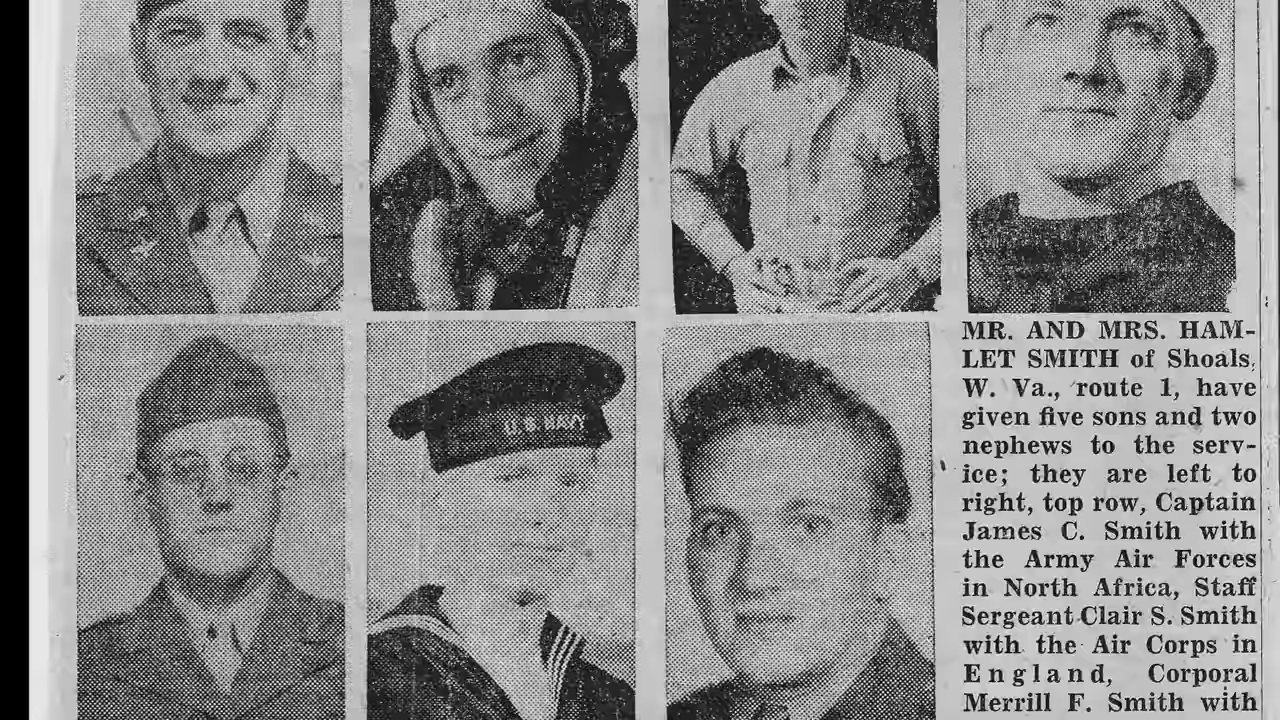 U.S. NAVY
MR. AND MRS. HAM-
LET SMITH of Shoals,
W. Va., route 1, have
given five sons and two
nephews to the serv-
ice; they are left to
right, top row, Captain
James C. Smith with
the Army Air Forces
in North Africa, Staff
Sergeant Clair S. Smith
with the Air Corps in
England, Corporal
Merrill F. Smith with